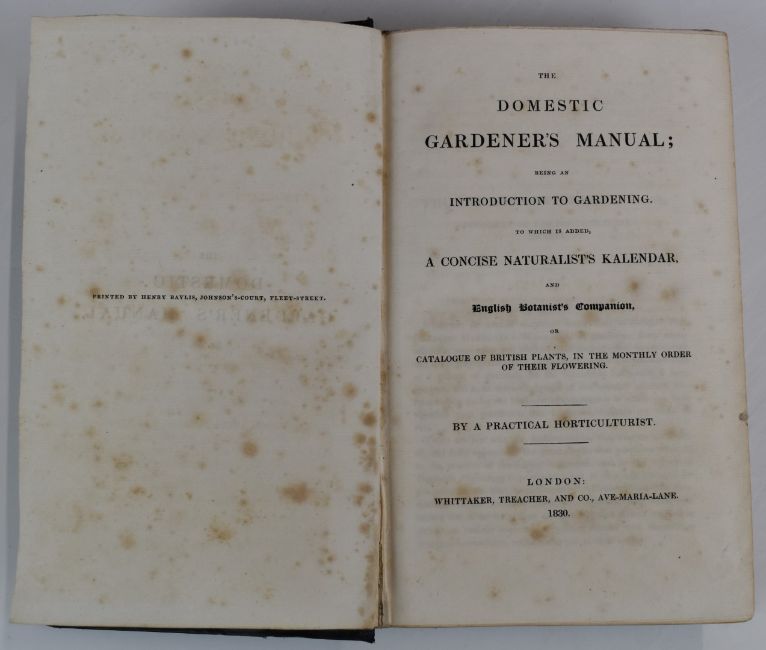 PRINTED BY HENRY BAYLIS, JOHNSON'S-COURT, FLEET-STREET.
THE
DOMESTIC
GARDENER'S MANUAL;
BEING AN
INTRODUCTION TO GARDENING.
TO WHICH IS ADDED,
A CONCISE NATURALIST'S KALENDAR,
AND
English Botanist's Companion,
OR
CATALOGUE OF BRITISH PLANTS, IN THE MONTHLY ORDER
OF THEIR FLOWERING.
BY A PRACTICAL HORTICULTURIST.
LONDON:
WHITTAKER, TREACHER, AND CO., AVE-MARIA-LANE.
1830.